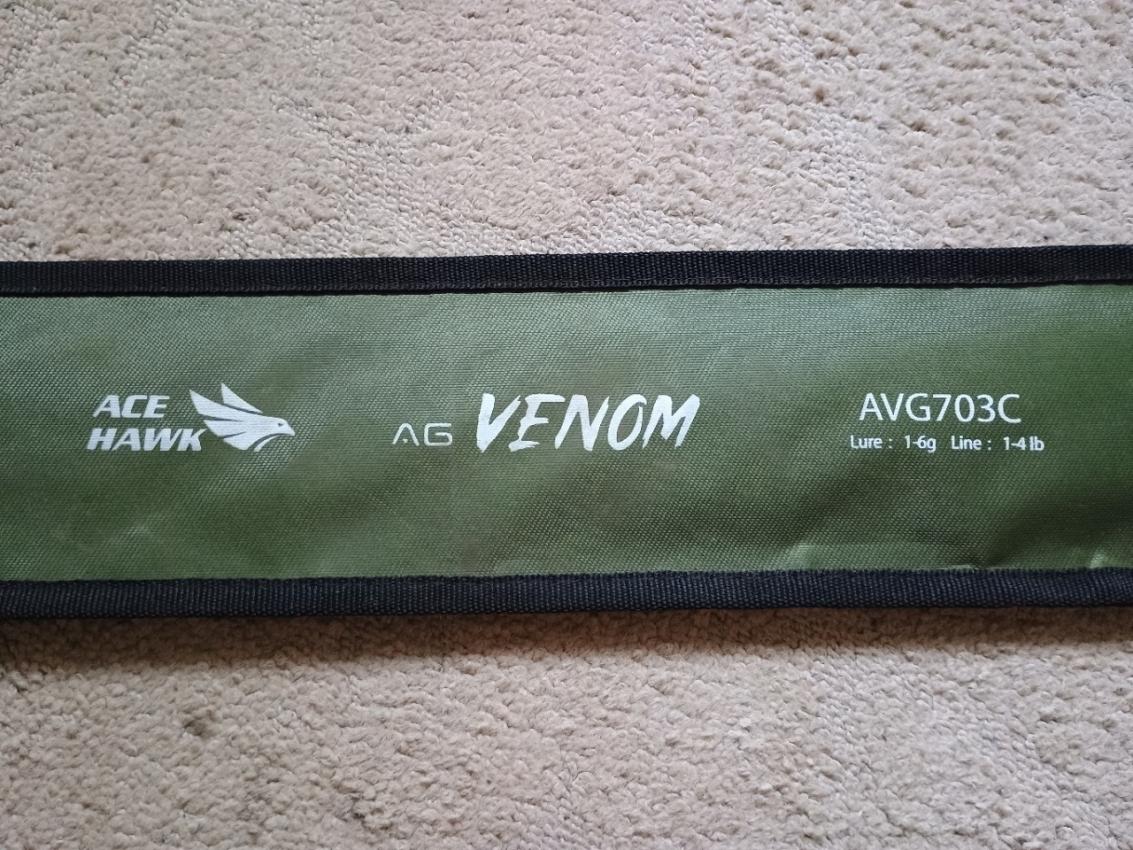 ACE
HAWK
AG VENOM
AVG703C
Lure : 1-6g Line : 1-4 lb